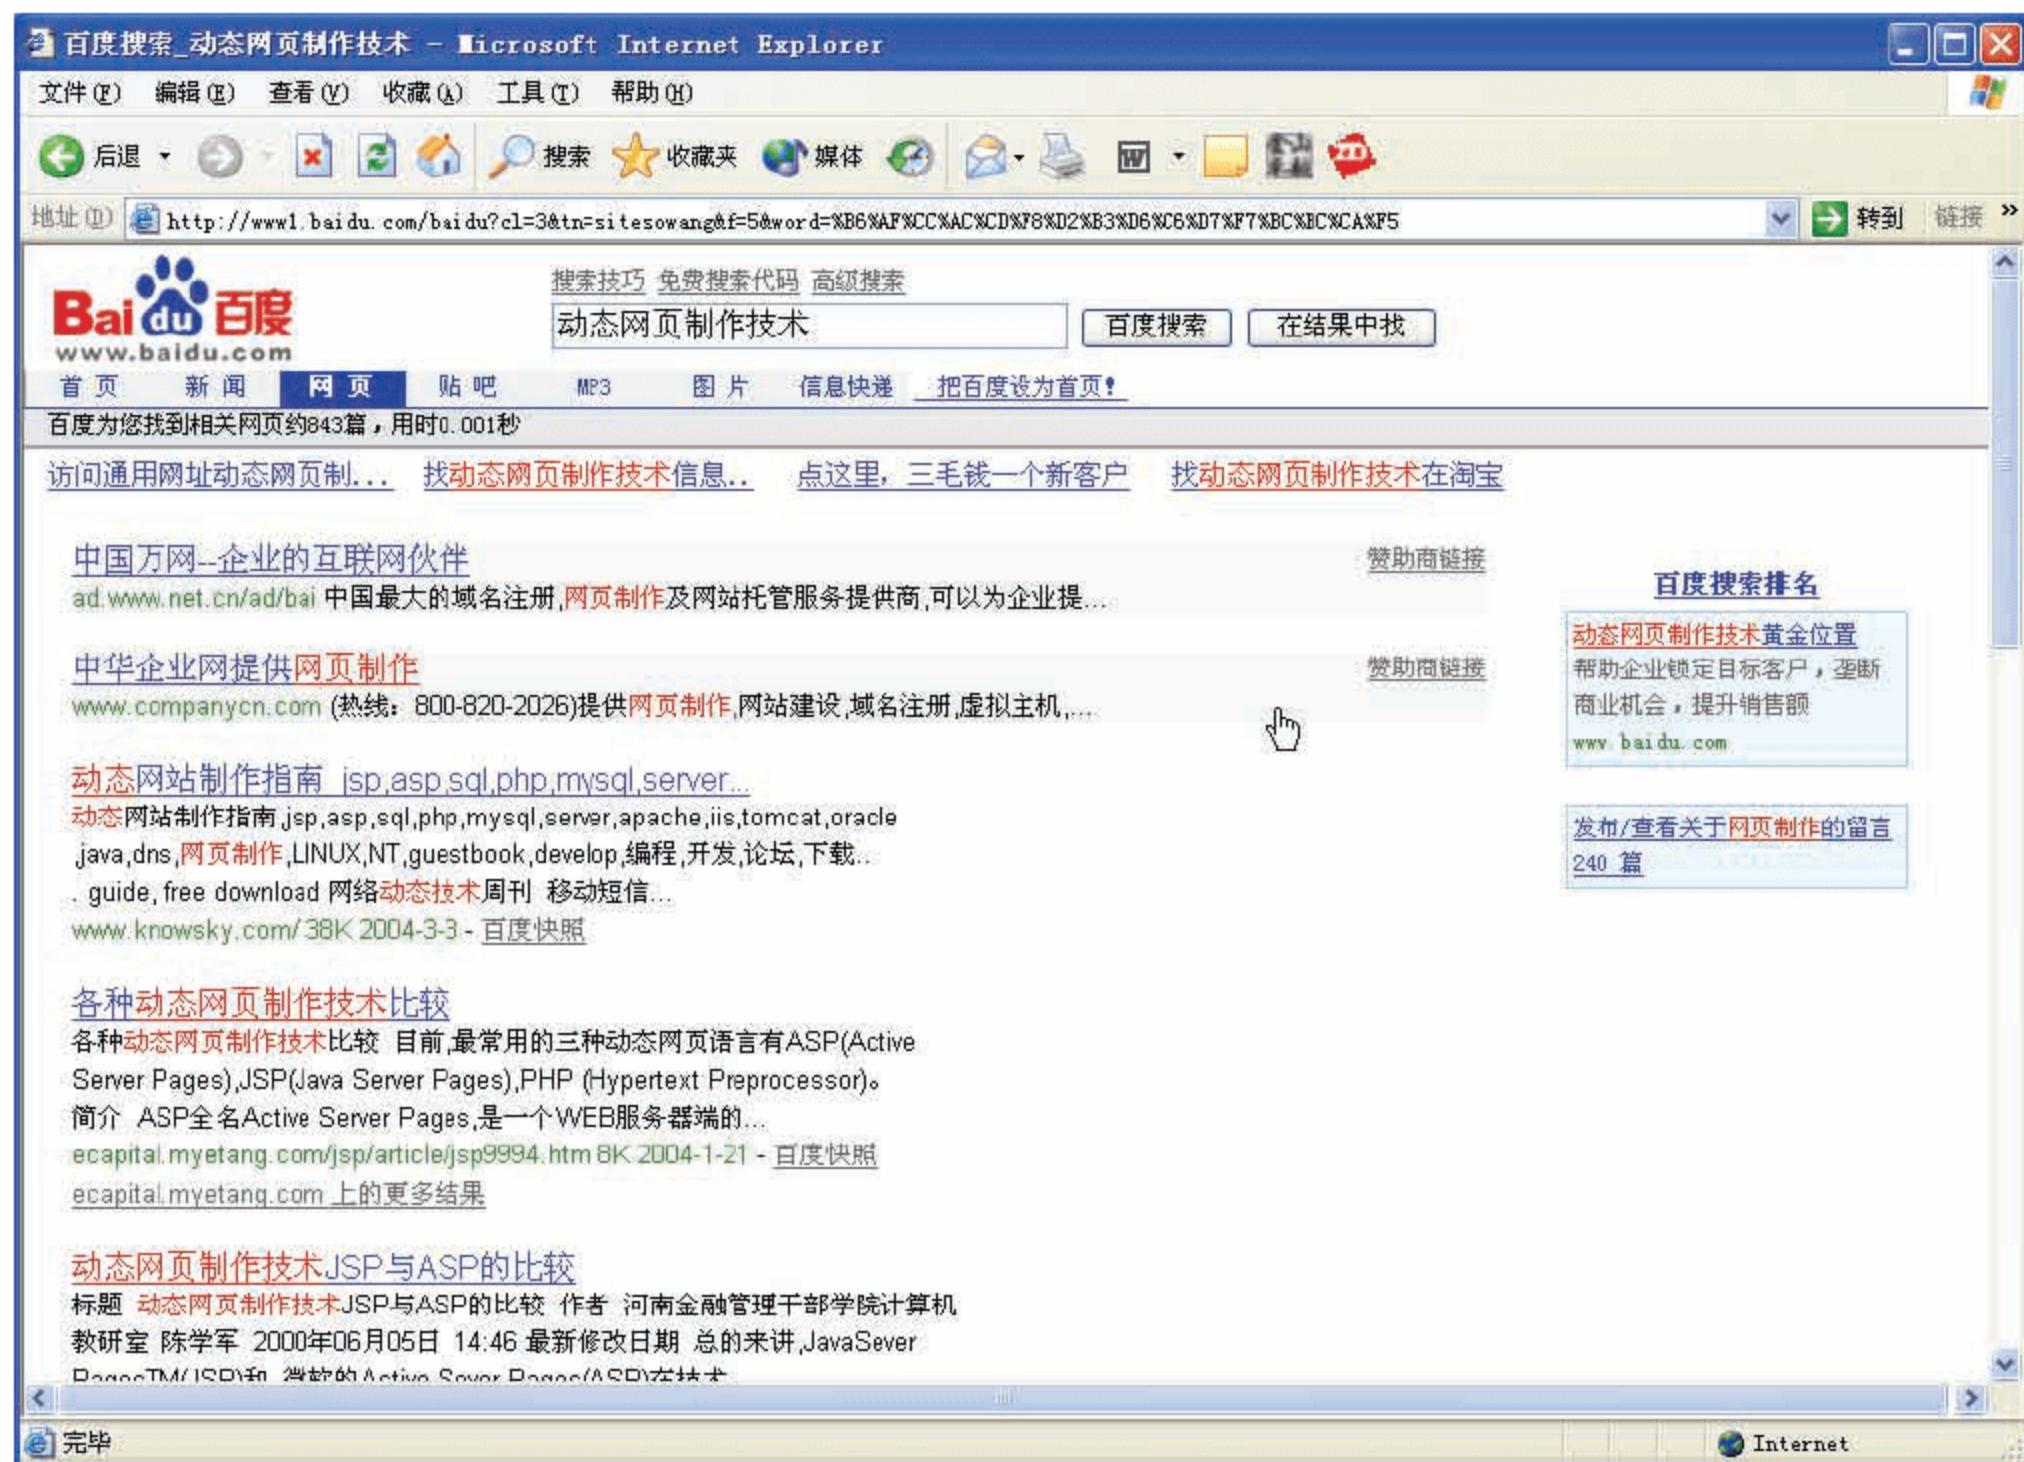 百度搜索_动态网页制作技术 - Microsoft Internet Explorer
文件(F) 编辑(E) 查看(V) 收藏(A) 工具(T) 帮助(H)
后退 搜索 收藏夹 媒体
地址(D) http://www1.baidu.com/baidu?cl=3&tn=sitesowang&f=5&word=%B6%AF%CC%AC%CD%F8%D2%B3%D6%C6%D7%F7%BC%BC%CA%F5 转到 链接 »
Bai du 百度
www.baidu.com
搜索技巧 免费搜索代码 高级搜索
动态网页制作技术 百度搜索 在结果中找
首页 新闻 网页 贴吧 MP3 图片 信息快递 把百度设为首页!
百度为您找到相关网页约843篇，用时0.001秒
访问通用网址动态网页制... 找动态网页制作技术信息.. 点这里，三毛钱一个新客户 找动态网页制作技术在淘宝
中国万网--企业的互联网伙伴 赞助商链接
ad.www.net.cn/ad/bai 中国最大的域名注册,网页制作及网站托管服务提供商,可以为企业提...
中华企业网提供网页制作 赞助商链接
www.companycn.com (热线：800-820-2026)提供网页制作,网站建设,域名注册,虚拟主机,...
动态网站制作指南 jsp,asp,sql,php,mysql,server...
动态网站制作指南,jsp,asp,sql,php,mysql,server,apache,iis,tomcat,oracle
,java,dns,网页制作,LINUX,NT,guestbook,develop,编程,开发,论坛,下载..
. guide, free download 网络动态技术周刊 移动短信...
www.knowsky.com/ 38K 2004-3-3 - 百度快照
各种动态网页制作技术比较
各种动态网页制作技术比较 目前,最常用的三种动态网页语言有ASP(Active
Server Pages),JSP(Java Server Pages),PHP (Hypertext Preprocessor)。
简介 ASP全名Active Server Pages,是一个WEB服务器端的...
ecapital.myetang.com/jsp/article/jsp9994.htm 8K 2004-1-21 - 百度快照
ecapital.myetang.com 上的更多结果
动态网页制作技术JSP与ASP的比较
标题 动态网页制作技术JSP与ASP的比较 作者 河南金融管理干部学院计算机
教研室 陈学军 2000年06月05日 14:46 最新修改日期 总的来讲,JavaSever
PagesTM(JSP)和 微软的Active Sever Pages(ASP)在技术
百度搜索排名
动态网页制作技术黄金位置
帮助企业锁定目标客户，垄断
商业机会，提升销售额
www.baidu.com
发布/查看关于网页制作的留言
240 篇
完毕 Internet